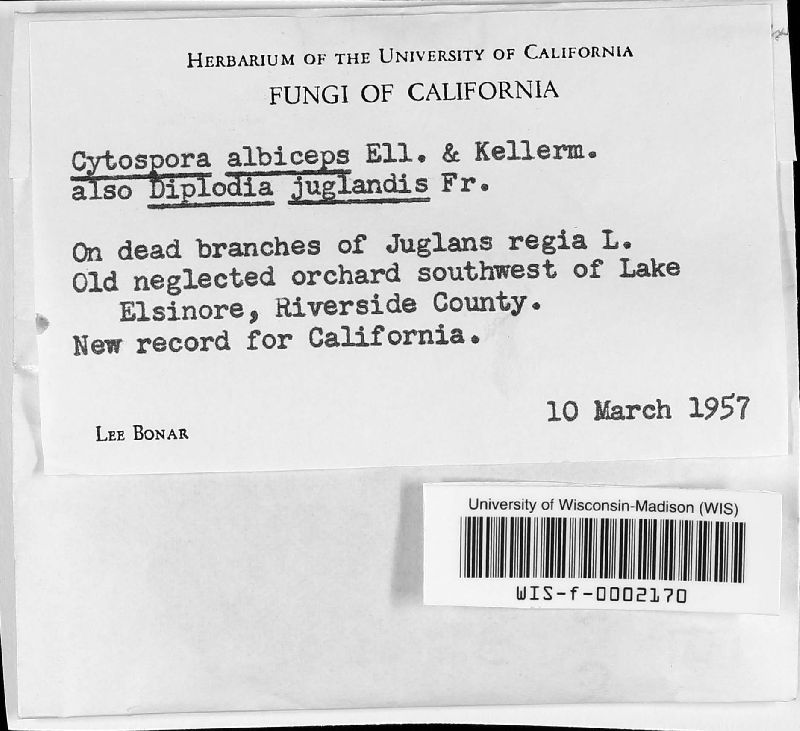 HERBARIUM OF THE UNIVERSITY OF CALIFORNIA
FUNGI OF CALIFORNIA
Cytospora albiceps Ell. & Kellerm.
also Diplodia juglandis Fr.
On dead branches of Juglans regia L.
Old neglected orchard southwest of Lake
Elsinore, Riverside County.
New record for California.
10 March 1957
LEE BONAR
University of Wisconsin-Madison (WIS)
WIS-f-0002170